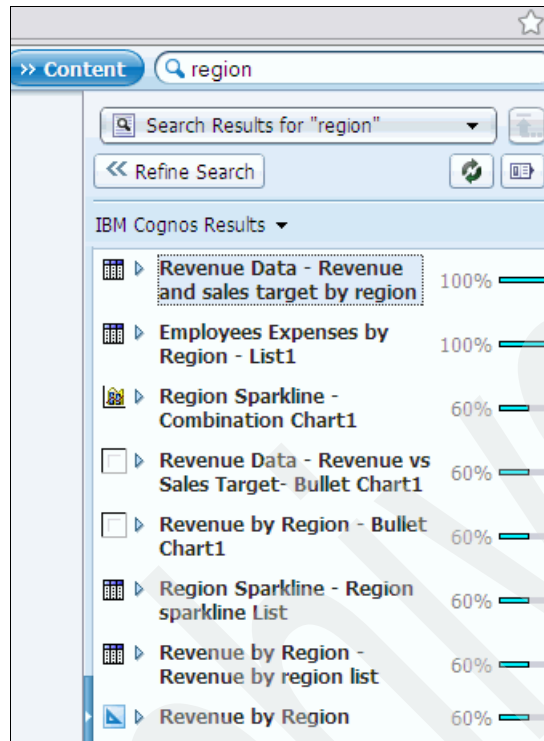 >> Content
region
Search Results for "region"
<< Refine Search
IBM Cognos Results
Revenue Data - Revenue
and sales target by region
100%
Employees Expenses by
Region - List1
100%
Region Sparkline -
Combination Chart1
60%
Revenue Data - Revenue vs
Sales Target- Bullet Chart1
60%
Revenue by Region - Bullet
Chart1
60%
Region Sparkline - Region
sparkline List
60%
Revenue by Region -
Revenue by region list
60%
Revenue by Region
60%